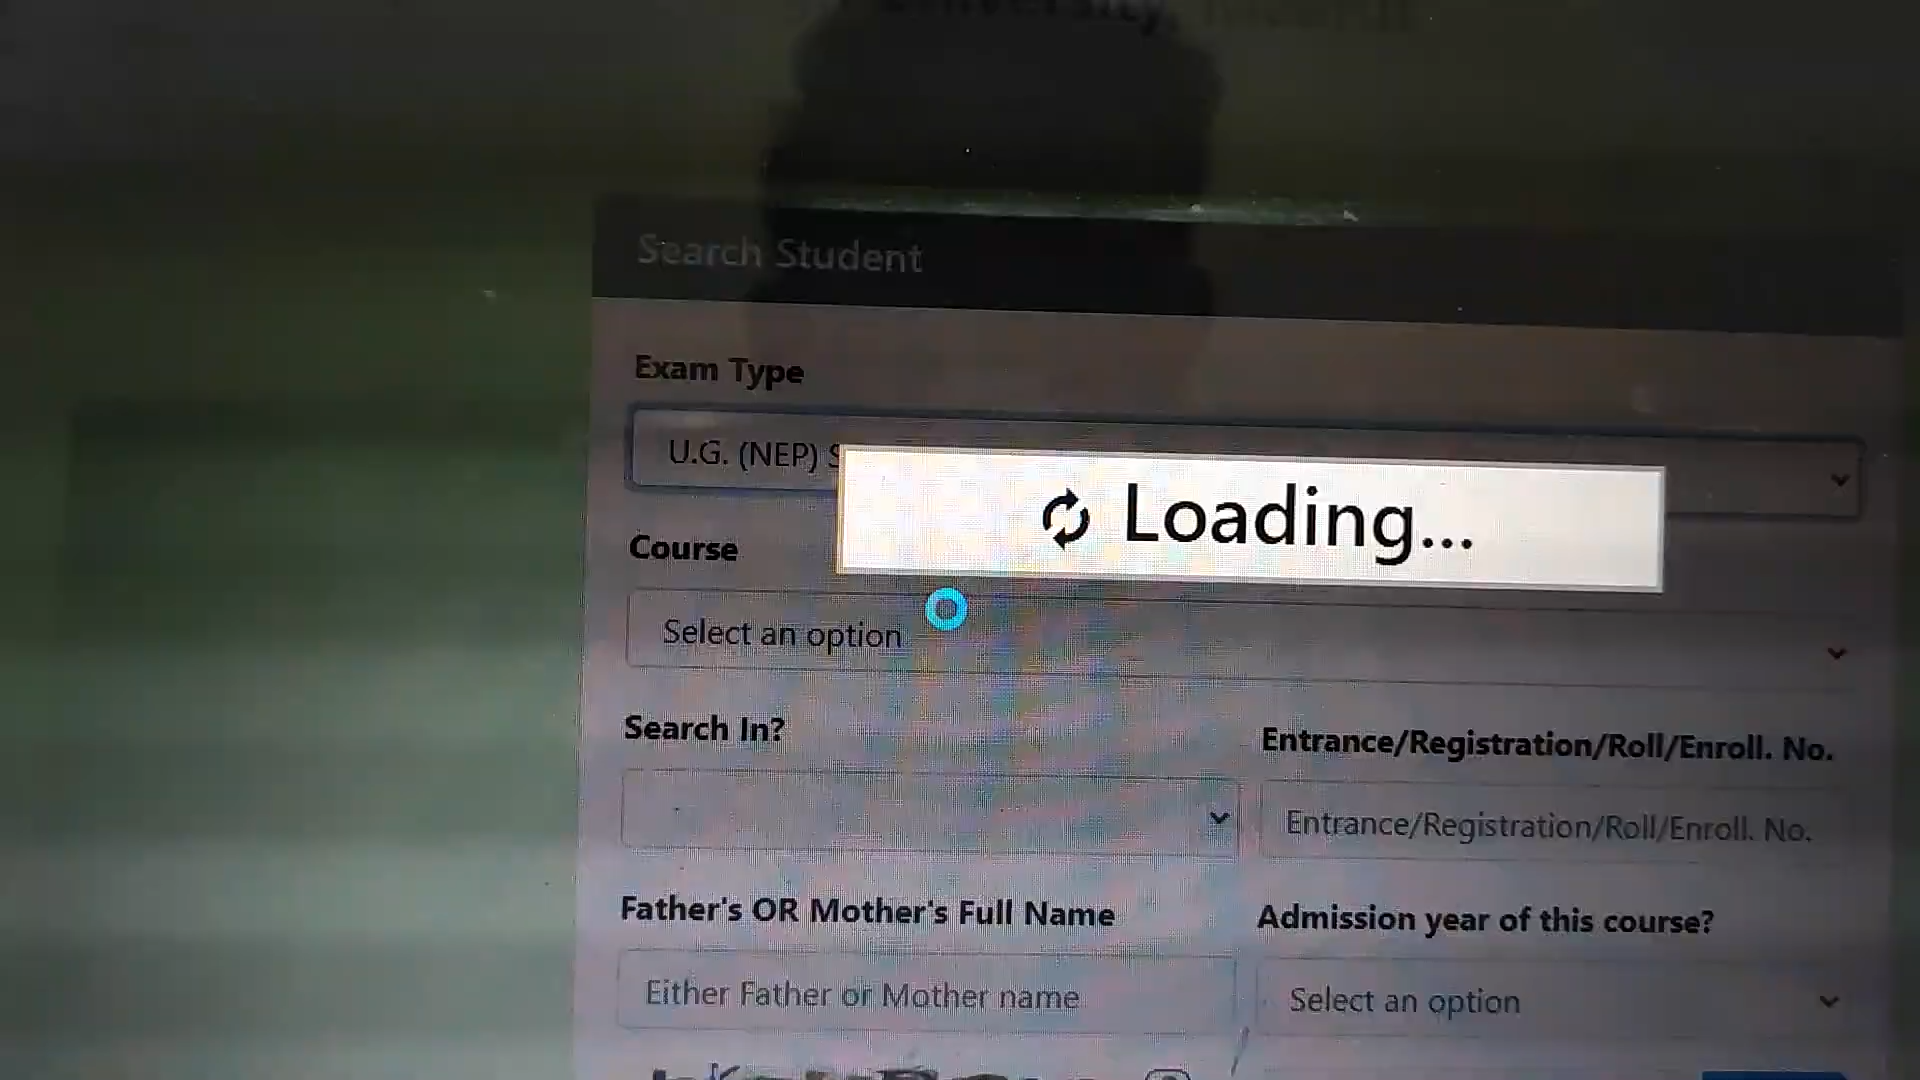 Search Student
Exam Type
U.G. (NEP)
Loading...
Course
Select an option
Search In?
Entrance/Registration/Roll/Enroll. No.
Entrance/Registration/Roll/Enroll. No.
Father's OR Mother's Full Name
Admission year of this course?
Either Father or Mother name
Select an option